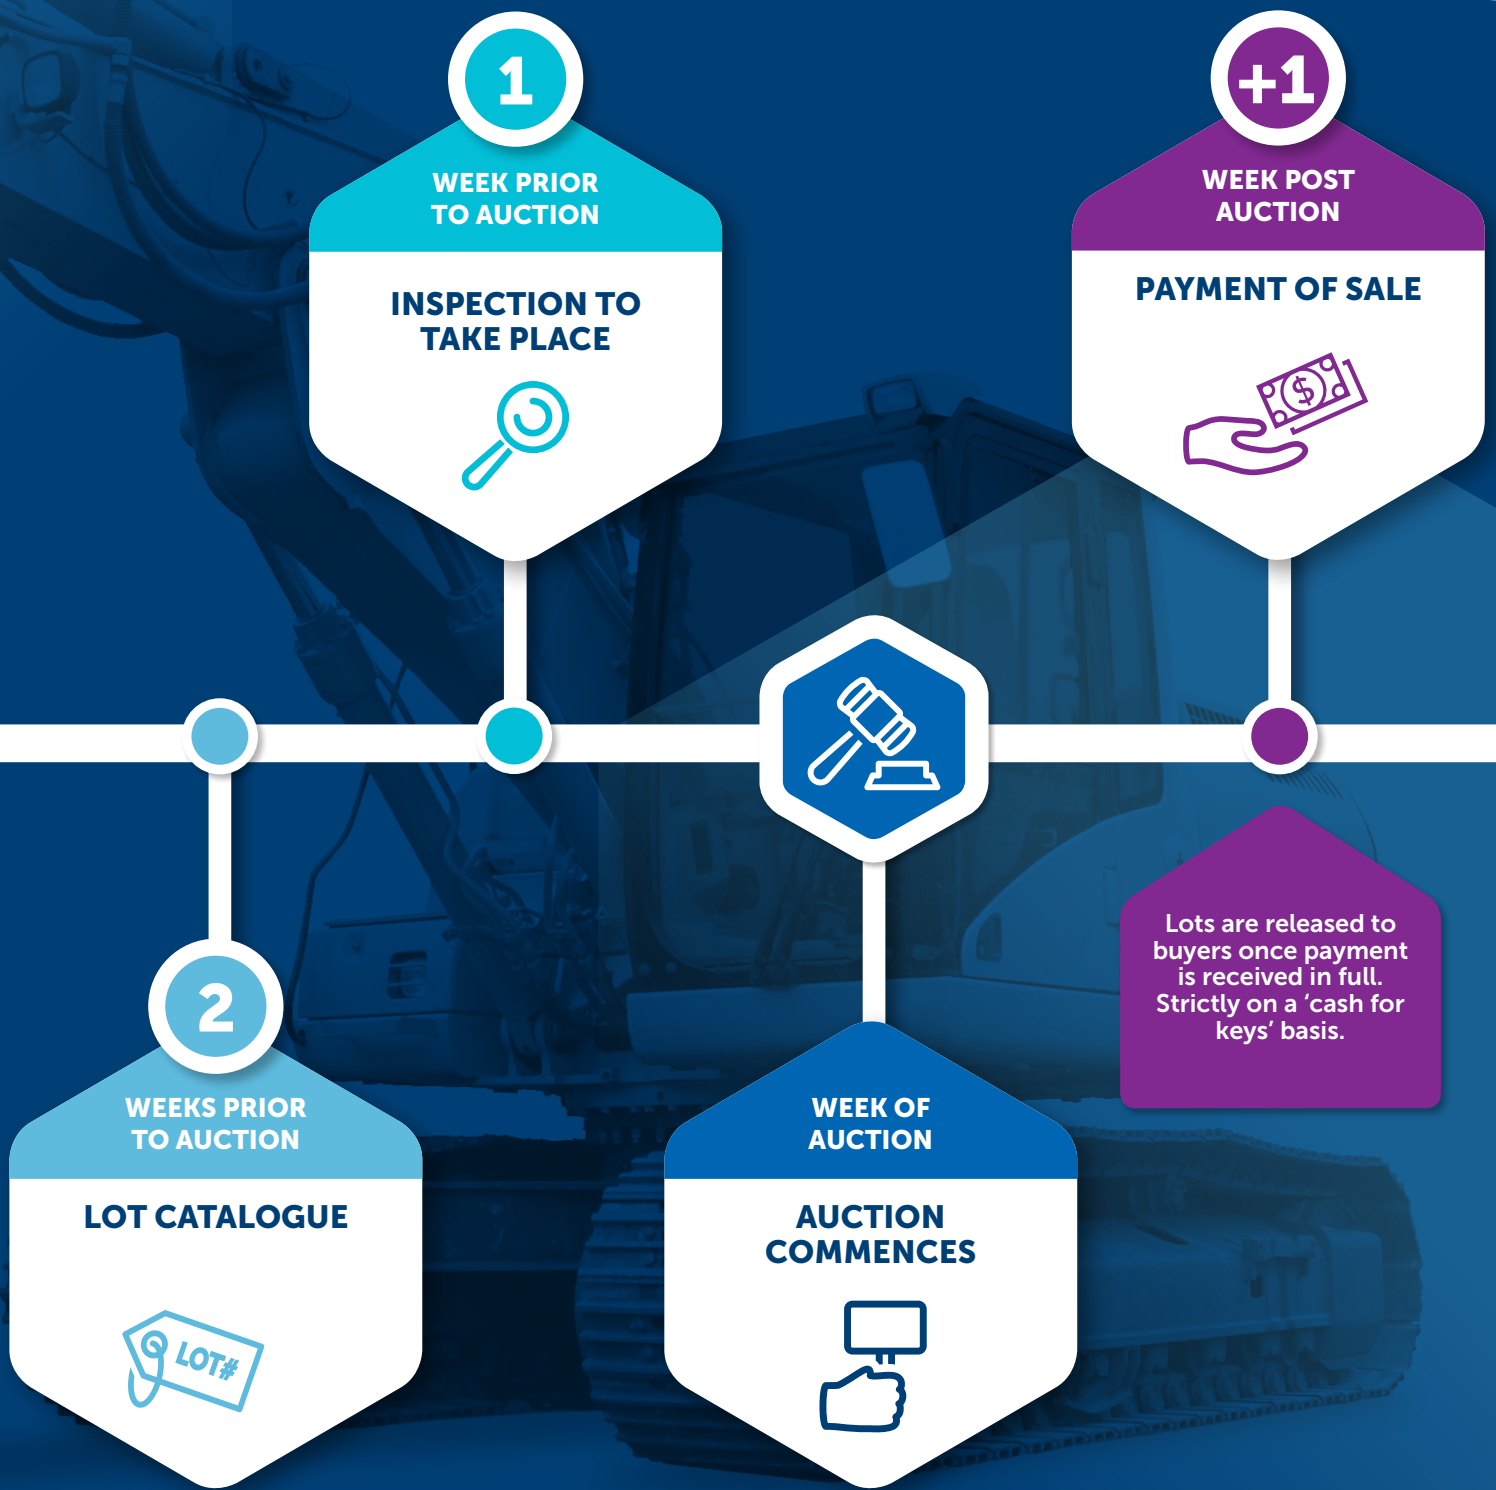 1
WEEK PRIOR
TO AUCTION
INSPECTION TO
TAKE PLACE
+1
WEEK POST
AUCTION
PAYMENT OF SALE
$
2
WEEKS PRIOR
TO AUCTION
LOT CATALOGUE
LOT#
WEEK OF
AUCTION
AUCTION
COMMENCES
Lots are released to
buyers once payment
is received in full.
Strictly on a ‘cash for
keys’ basis.